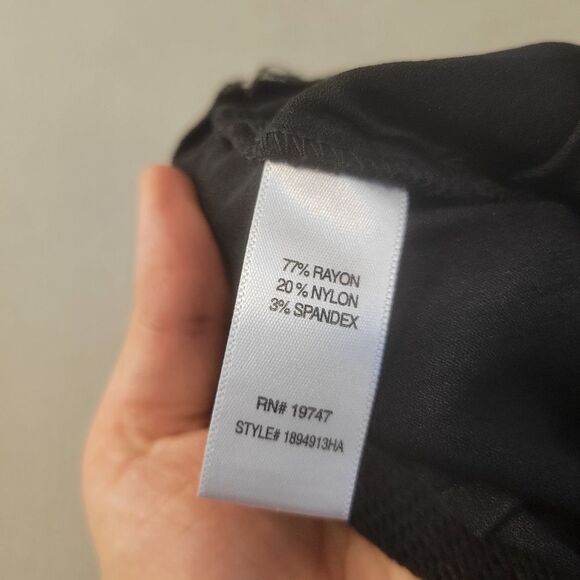 77% RAYON
20 % NYLON
3% SPANDEX
RN# 19747
STYLE# 1894913HA